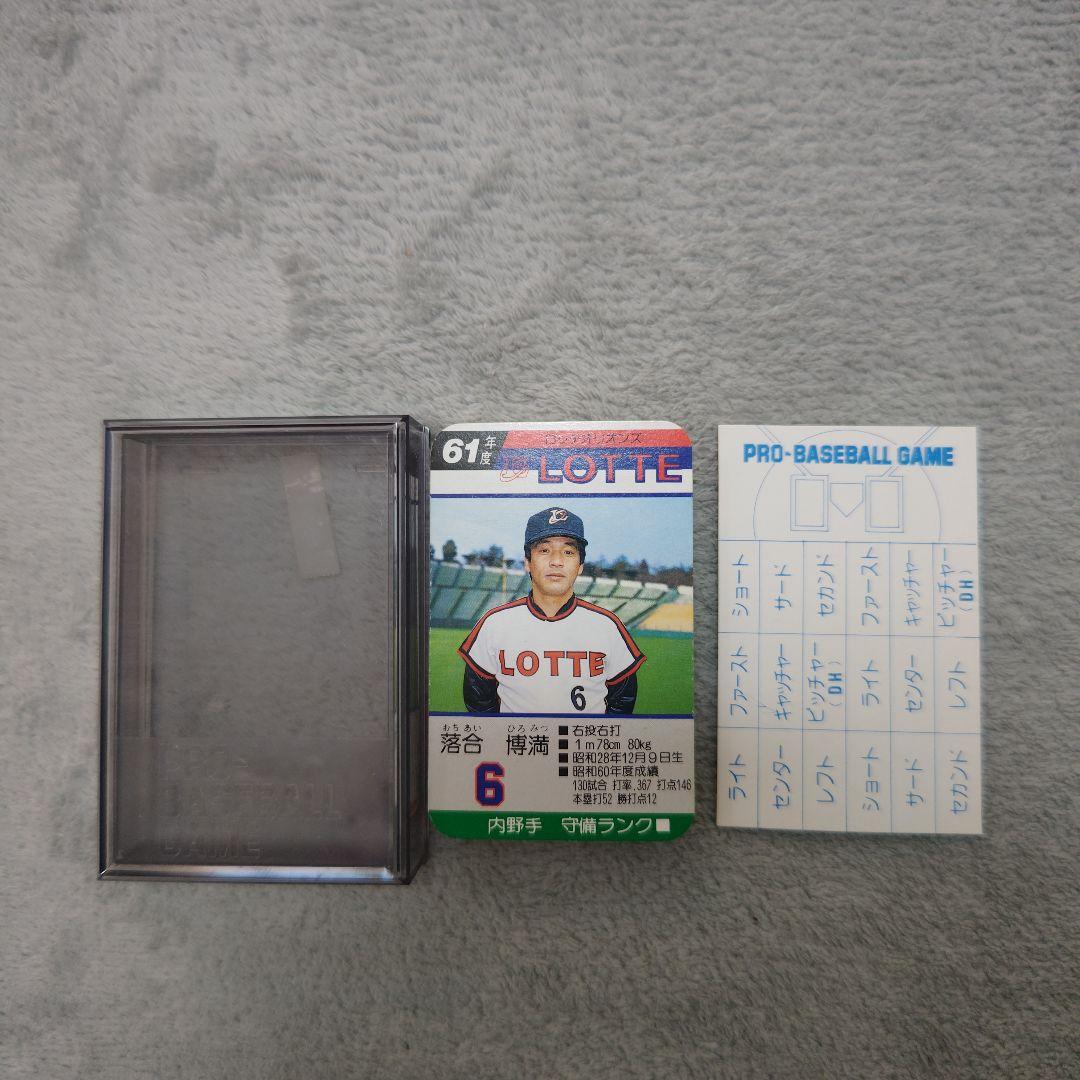 61年度
ロッテオリオンズ
LOTTE
LOTTE
6
おちあい ひろみつ
落合 博満
6
■右投右打
■1m78cm 80kg
■昭和28年12月9日生
■昭和60年度成績
130試合 打率.367 打点146
本塁打52 勝打点12
内野手 守備ランク■
PRO-BASEBALL GAME
ショート サード セカンド ファースト キャッチャー ピッチャー(DH)
ファースト キャッチャー ピッチャー(DH) ライト センター レフト
ライト センター レフト ショート サード セカンド
GAME